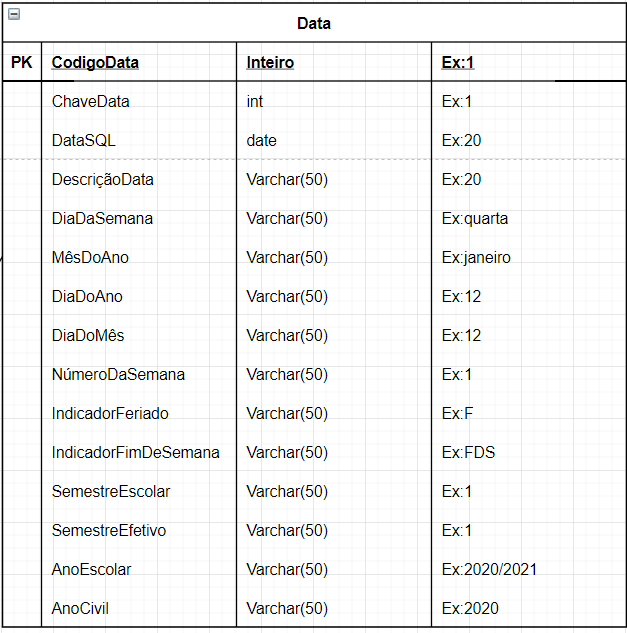 Data
PK CodigoData Inteiro Ex:1
ChaveData int Ex:1
DataSQL date Ex:20
DescriçãoData Varchar(50) Ex:20
DiaDaSemana Varchar(50) Ex:quarta
MêsDoAno Varchar(50) Ex:janeiro
DiaDoAno Varchar(50) Ex:12
DiaDoMês Varchar(50) Ex:12
NúmeroDaSemana Varchar(50) Ex:1
IndicadorFeriado Varchar(50) Ex:F
IndicadorFimDeSemana Varchar(50) Ex:FDS
SemestreEscolar Varchar(50) Ex:1
SemestreEfetivo Varchar(50) Ex:1
AnoEscolar Varchar(50) Ex:2020/2021
AnoCivil Varchar(50) Ex:2020